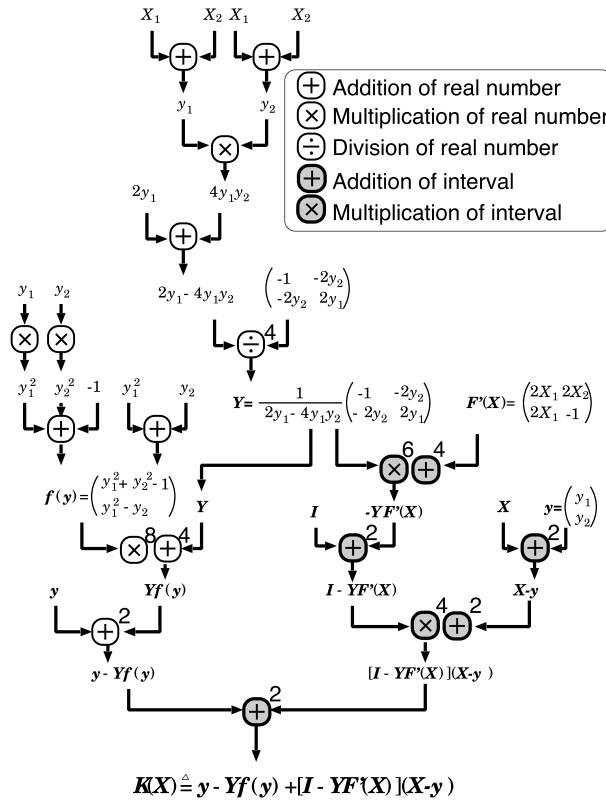 X1 X2 X1 X2
+ +
y1 y2
×
2y1 4y1y2
+
+ Addition of real number
× Multiplication of real number
÷ Division of real number
+ Addition of interval
× Multiplication of interval
2y1 - 4y1y2 ( -1 -2y2
-2y2 2y1 )
y1 y2
× ×
÷ 4
y1^2 y2^2 -1 y1^2 y2
+ +
Y= 1 / 2y1 - 4y1y2 ( -1 -2y2
- 2y2 2y1 )
F'(X)= ( 2X1 2X2
2X1 -1 )
× 6 + 4
f(y)= ( y1^2 + y2^2 - 1
y1^2 - y2 )
Y
I -YF'(X)
X y= ( y1
y2 )
× 8 + 4
+ 2
+ 2
y Yf(y)
I - YF'(X)
X-y
+ 2
× 4 + 2
y - Yf(y)
[I - YF'(X)](X-y)
+ 2
K(X) ≜ y - Yf(y) +[I - YF'(X)](X-y)